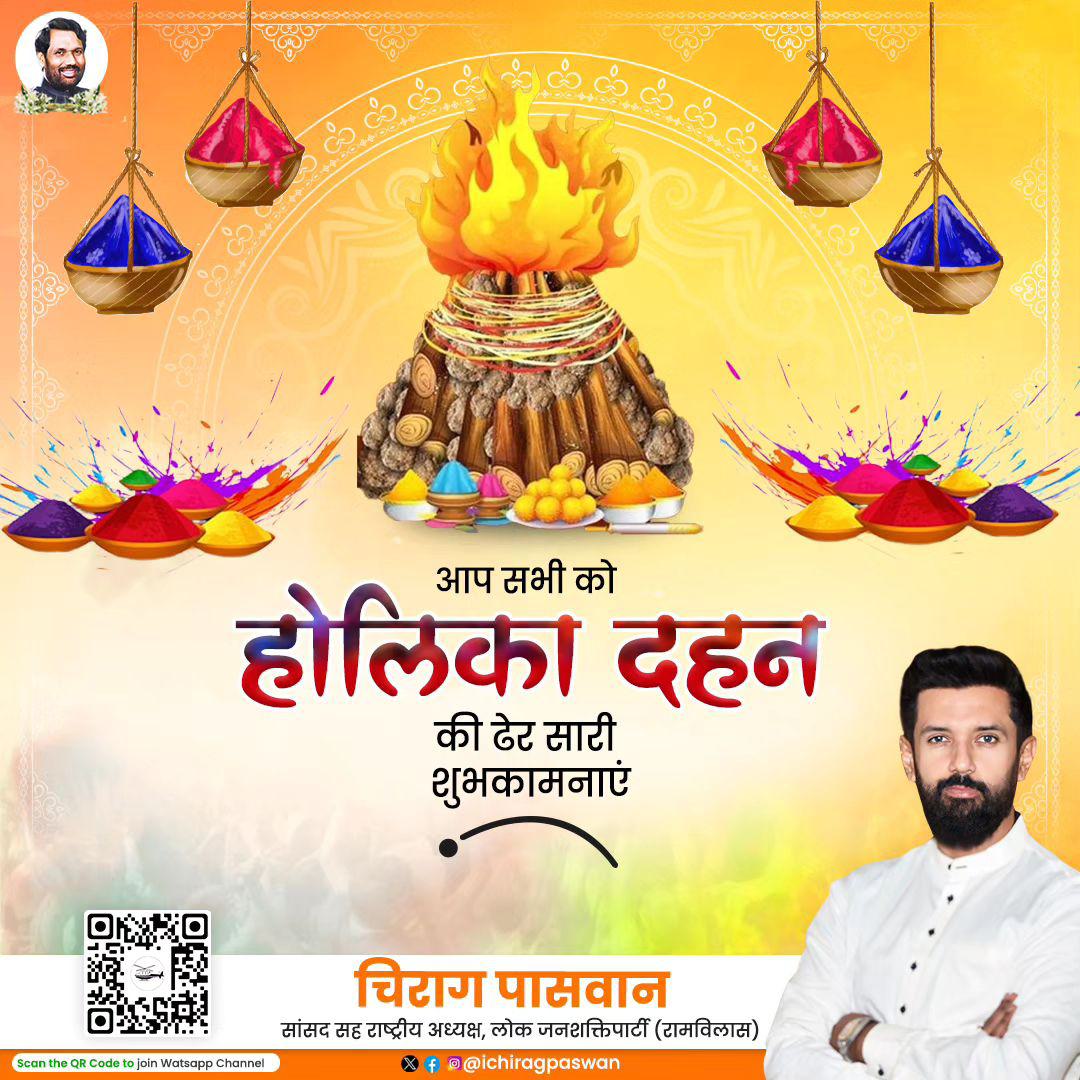 आप सभी को
होलिका दहन
की ढेर सारी
शुभकामनाएं
चिराग पासवान
सांसद सह राष्ट्रीय अध्यक्ष, लोक जनशक्तिपार्टी (रामविलास)
Scan the QR Code to join Watsapp Channel
@ichiragpaswan